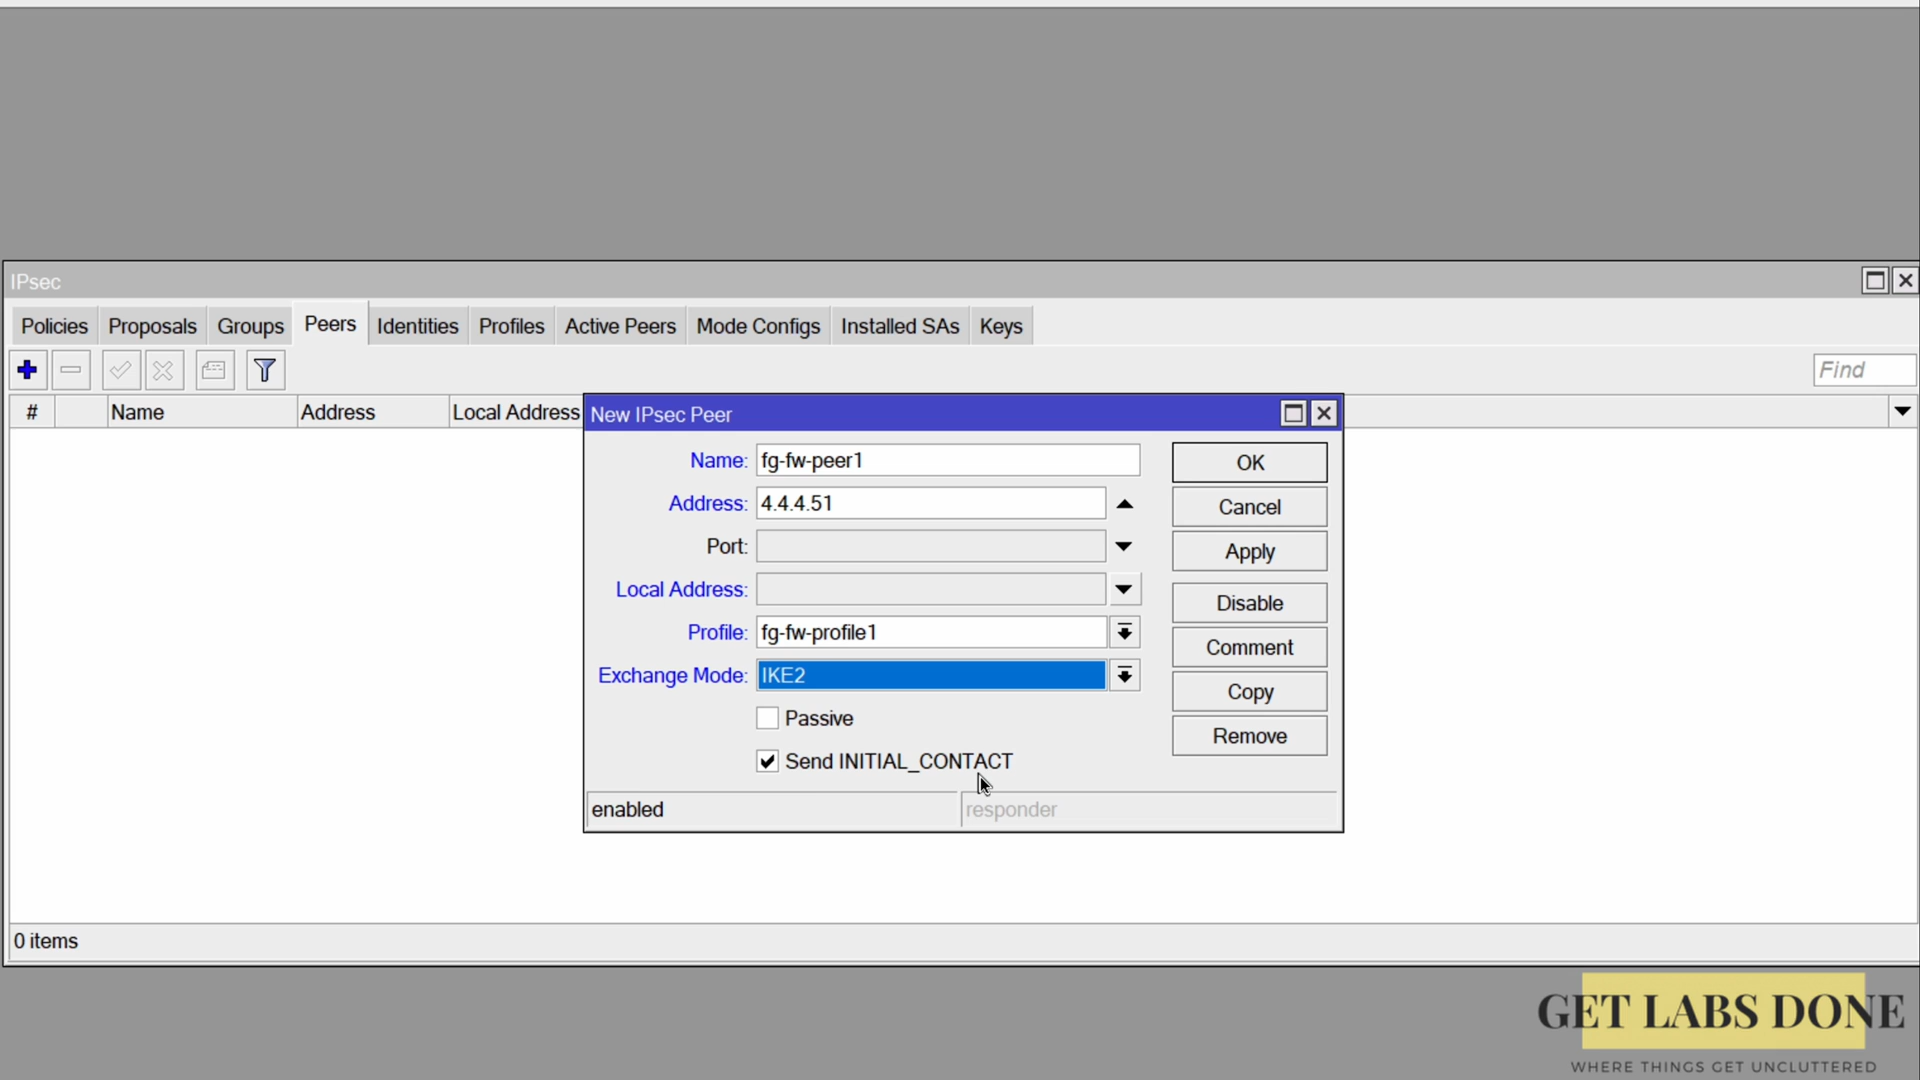 IPsec
Policies Proposals Groups Peers Identities Profiles Active Peers Mode Configs Installed SAs Keys
Find
# Name Address Local Address
New IPsec Peer
Name: fg-fw-peer1
OK
Address: 4.4.4.51
Cancel
Port:
Apply
Local Address:
Disable
Profile: fg-fw-profile1
Comment
Exchange Mode: IKE2
Copy
Passive
Remove
Send INITIAL_CONTACT
enabled responder
0 items
GET LABS DONE
WHERE THINGS GET UNCLUTTERED